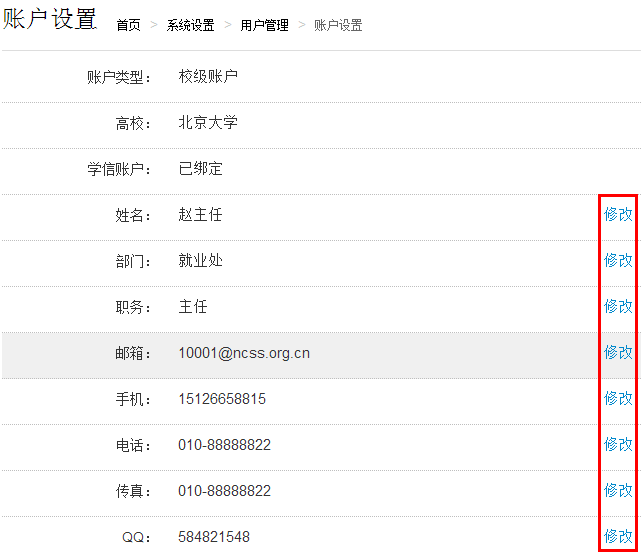 账户设置 首页 > 系统设置 > 用户管理 > 账户设置
账户类型： 校级账户
高校： 北京大学
学信账户： 已绑定
姓名： 赵主任 修改
部门： 就业处 修改
职务： 主任 修改
邮箱： 10001@ncss.org.cn 修改
手机： 15126658815 修改
电话： 010-88888822 修改
传真： 010-88888822 修改
QQ： 584821548 修改